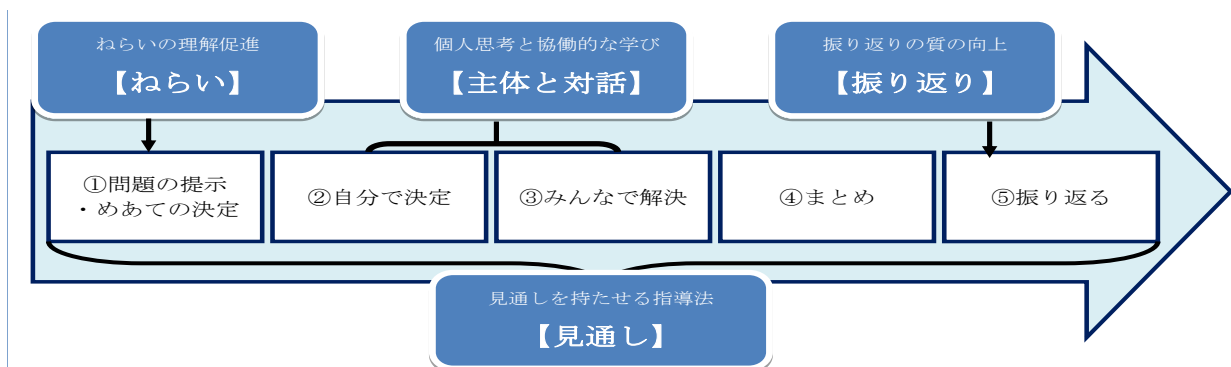 ねらいの理解促進
【ねらい】
個人思考と協働的な学び
【主体と対話】
振り返りの質の向上
【振り返り】
①問題の提示
・めあての決定
②自分で決定
③みんなで解決
④まとめ
⑤振り返る
見通しを持たせる指導法
【見通し】